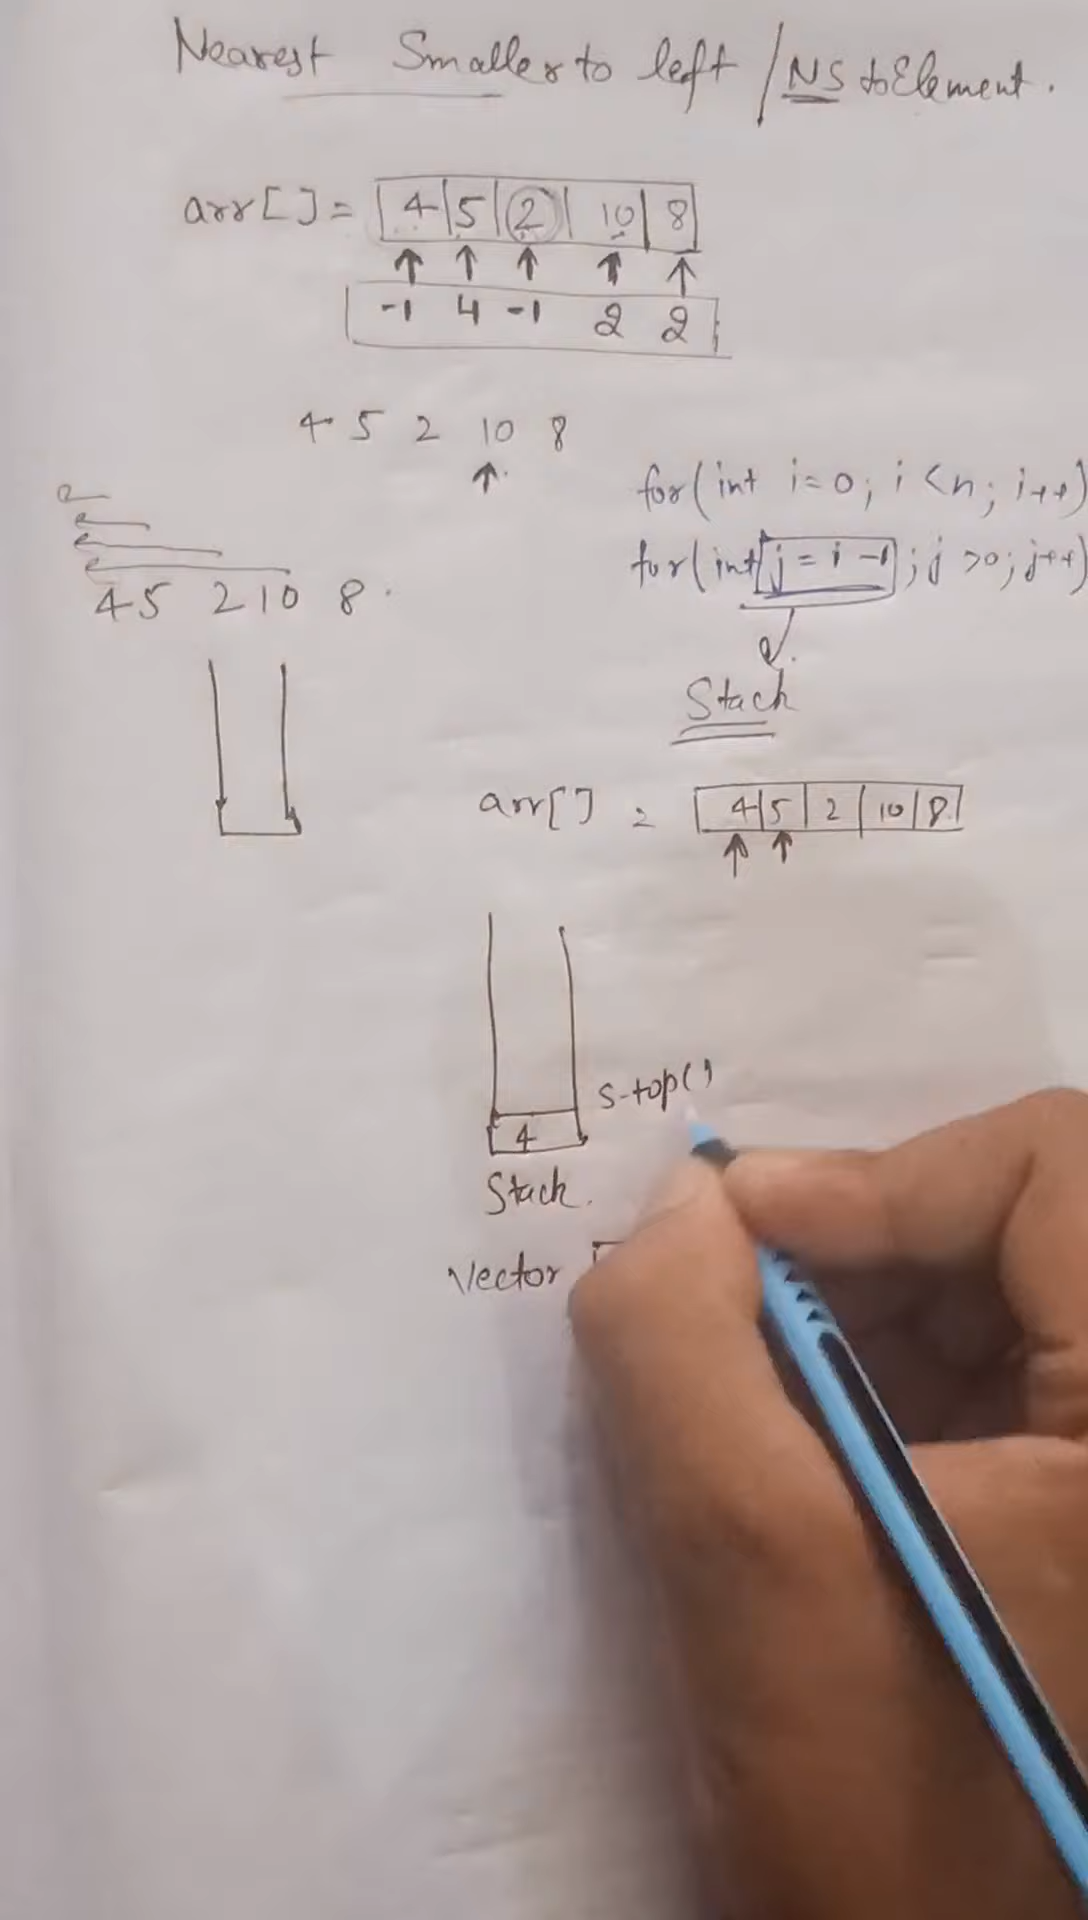 Nearest Smaller to left / NS to Element.
arr[] = 4 5 2 10 8
-1 4 -1 2 2
4 5 2 10 8
for(int i=0; i<n; i++)
for(int j=i-1; j>0; j++)
4 5 2 10 8
Stack
arr[] = 4 5 2 10 8
s.top()
4
Stack.
Vector